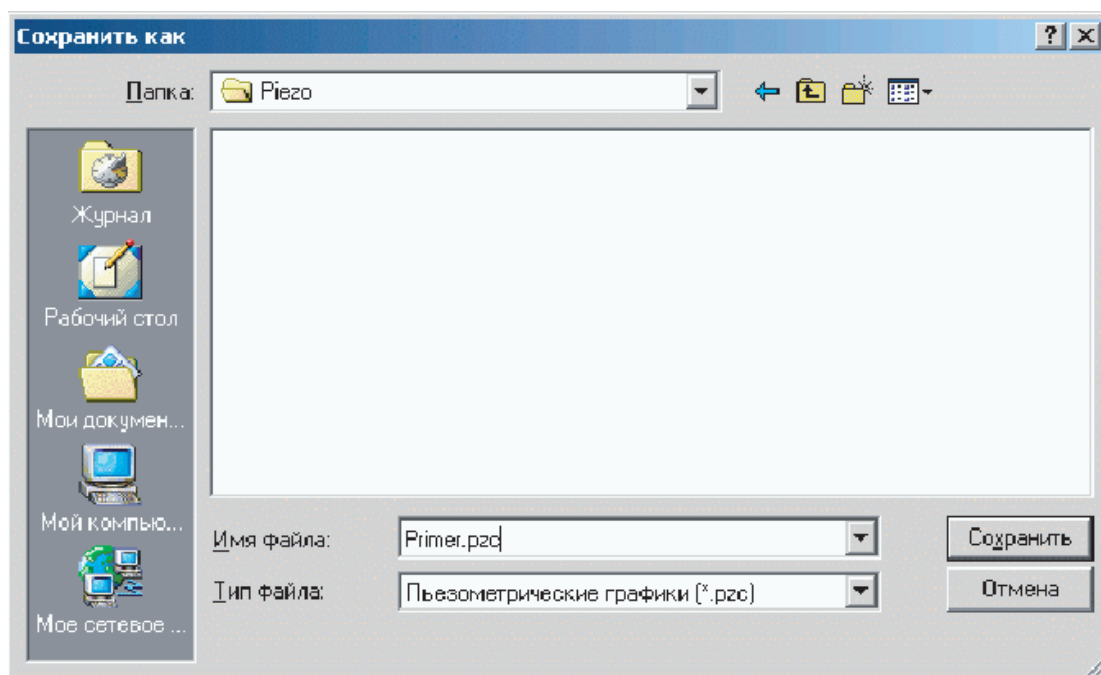 Сохранить как
Папка: Piezo
Журнал
Рабочий стол
Мои докумен...
Мой компью...
Мое сетевое ...
Имя файла: Primer.pzc Сохранить
Тип файла: Пьезометрические графики (*.pzc) Отмена